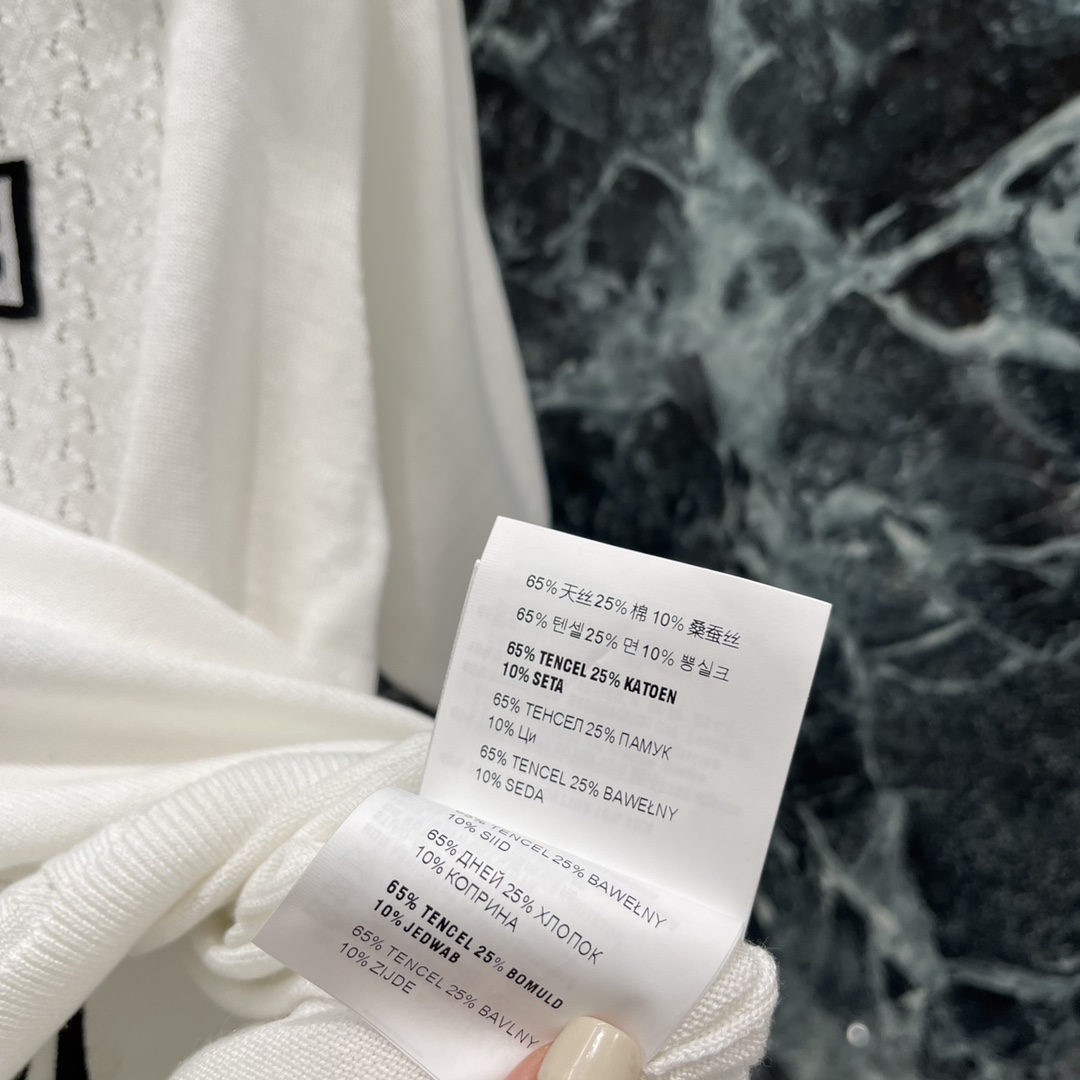 65% 天丝 25% 棉 10% 桑蚕丝
65% 텐셀 25% 면 10% 뽕실크
65% TENCEL 25% KATOEN
10% SETA
65% ТЕНСЕЛ 25% ПАМУК
10% Ци
65% TENCEL 25% BAWEŁNY
10% SEDA
65% TENCEL 25% BAWEŁNY
10% SIID
65% ДНЕЙ 25% ХЛОПОК
10% КОПРИНА
65% TENCEL 25% BOMULD
10% JEDWAB
65% TENCEL 25% BAVLNY
10% ZIJDE